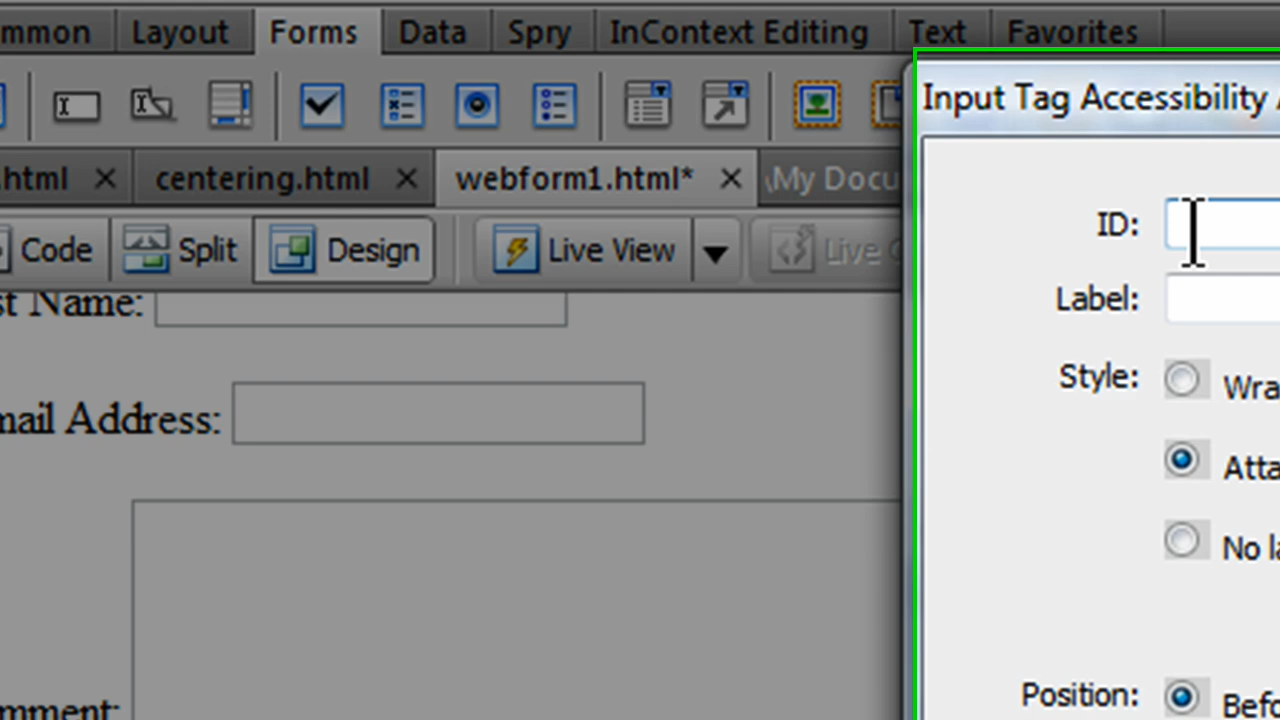 mmon Layout Forms Data Spry InContext Editing Text Favorites
Input Tag Accessibility A
.html × centering.html × webform1.html* × \My Docu
Code Split Design Live View Live C
ID:
st Name:
Label:
Style: Wra
mail Address:
Atta
No la
Position: Befo
mment: